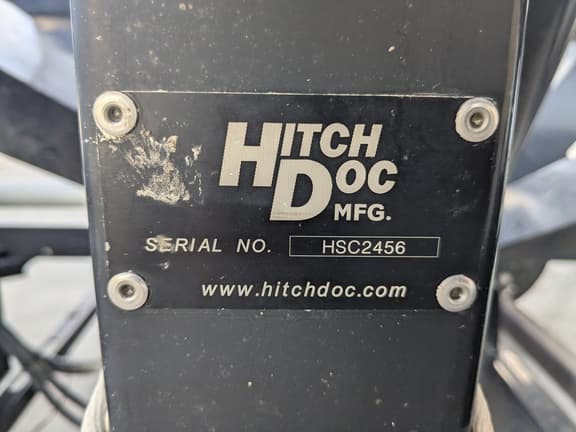 HITCH
DOC
MFG.
SERIAL NO. HSC2456
www.hitchdoc.com